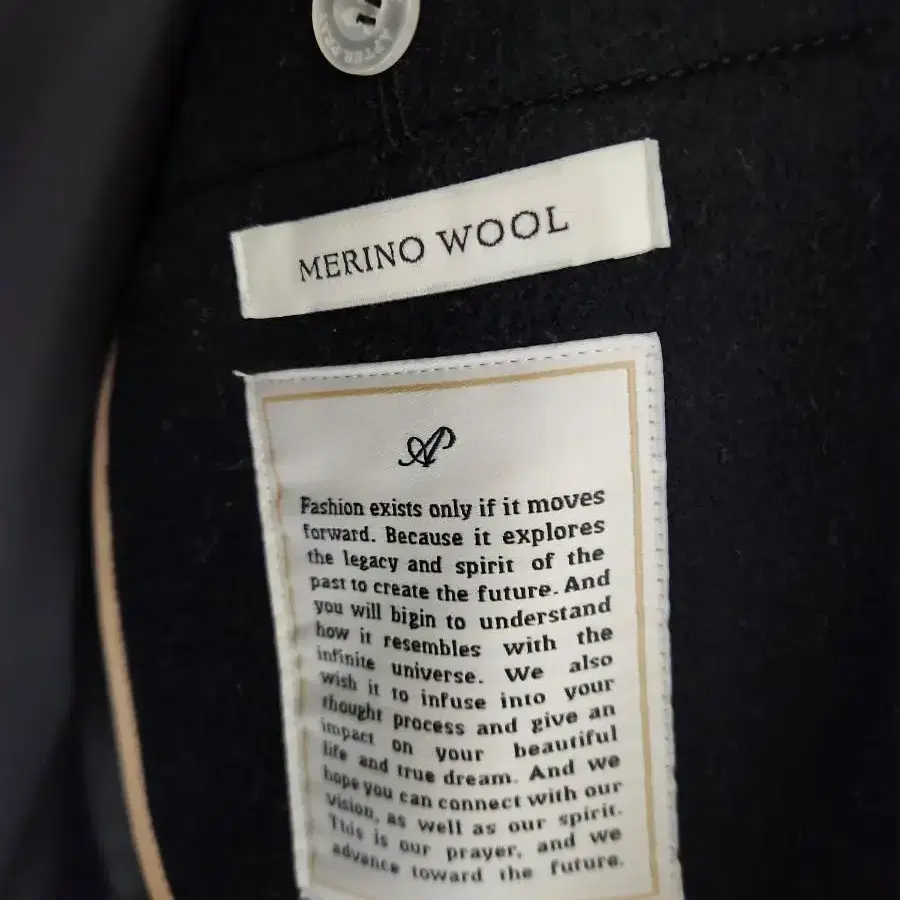 AFTERPRAY
MERINO WOOL
AP
Fashion exists only if it moves
forward. Because it explores
the legacy and spirit of the
past to create the future. And
you will bigin to understand
how it resembles with the
infinite universe. We also
wish it to infuse into your
thought process and give an
impact on your beautiful
life and true dream. And we
hope you can connect with our
vision, as well as our spirit.
This is our prayer, and we
advance toward the future.